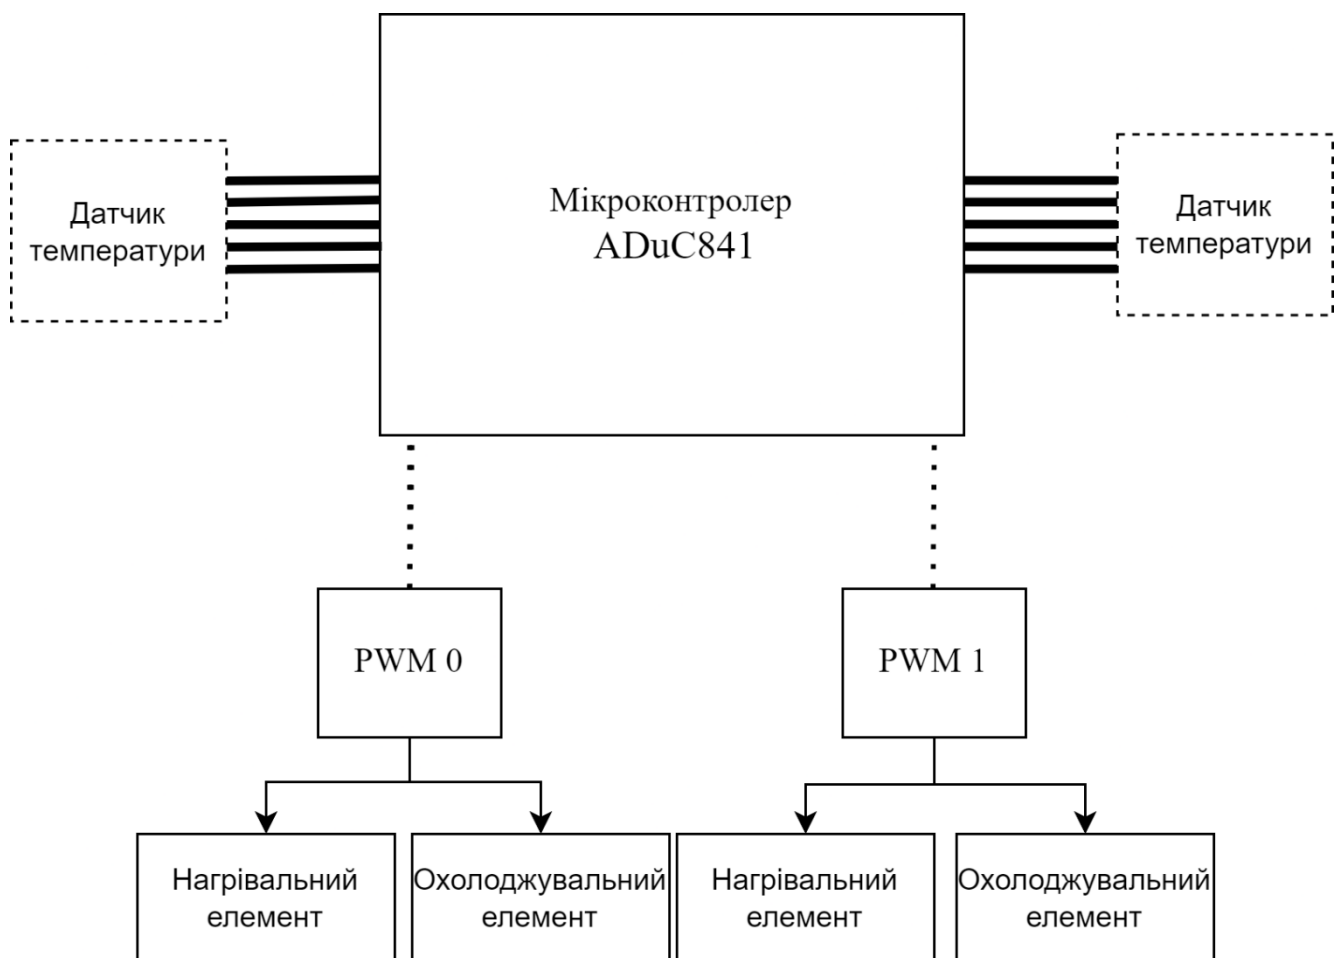 Мікроконтролер
ADuC841
Датчик
температури
Датчик
температури
PWM 0
PWM 1
Нагрівальний
елемент
Охолоджувальний
елемент
Нагрівальний
елемент
Охолоджувальний
елемент